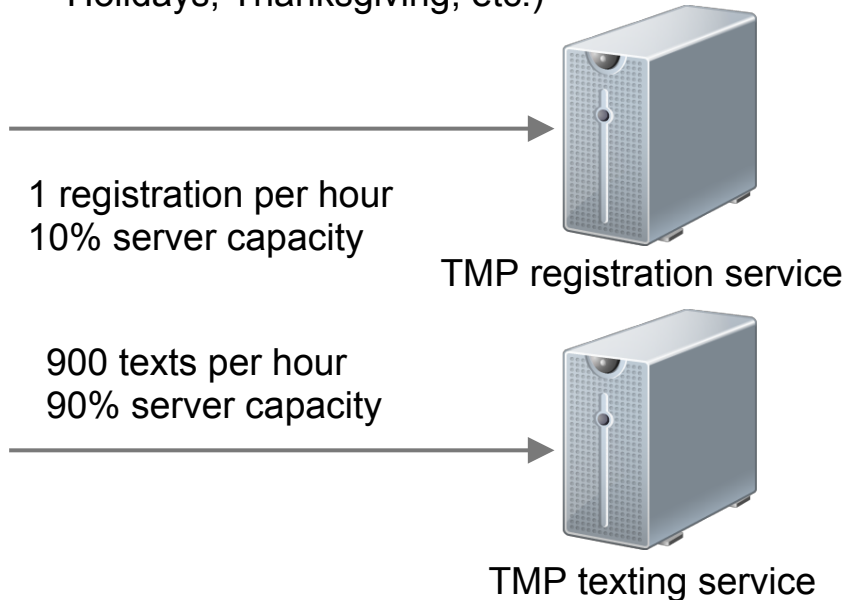 Holidays, Thanksgiving, etc.)
1 registration per hour
10% server capacity
TMP registration service
900 texts per hour
90% server capacity
TMP texting service